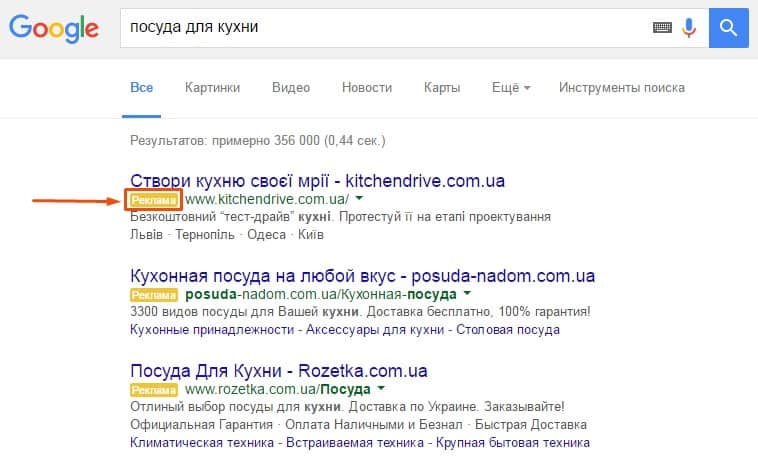 Google
посуда для кухни
Все Картинки Видео Новости Карты Ещё Инструменты поиска
Результатов: примерно 356 000 (0,44 сек.)
Створи кухню своєї мрії - kitchendrive.com.ua
Реклама www.kitchendrive.com.ua/
Безкоштовний “тест-драйв” кухні. Протестуй її на етапі проектування
Львів · Тернопіль · Одеса · Київ
Кухонная посуда на любой вкус - posuda-nadom.com.ua
Реклама posuda-nadom.com.ua/Кухонная-посуда
3300 видов посуды для Вашей кухни. Доставка бесплатно, 100% гарантия!
Кухонные принадлежности - Аксессуары для кухни - Столовая посуда
Посуда Для Кухни - Rozetka.com.ua
Реклама www.rozetka.com.ua/Посуда
Отлиный выбор посуды для кухни. Доставка по Украине. Заказывайте!
Официальная Гарантия · Оплата Наличными и Безнал · Быстрая Доставка
Климатическая техника - Встраиваемая техника - Крупная бытовая техника